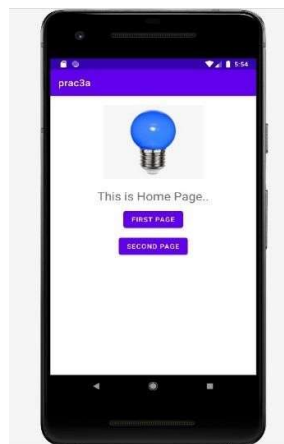 5:54
prac3a
This is Home Page..
FIRST PAGE
SECOND PAGE